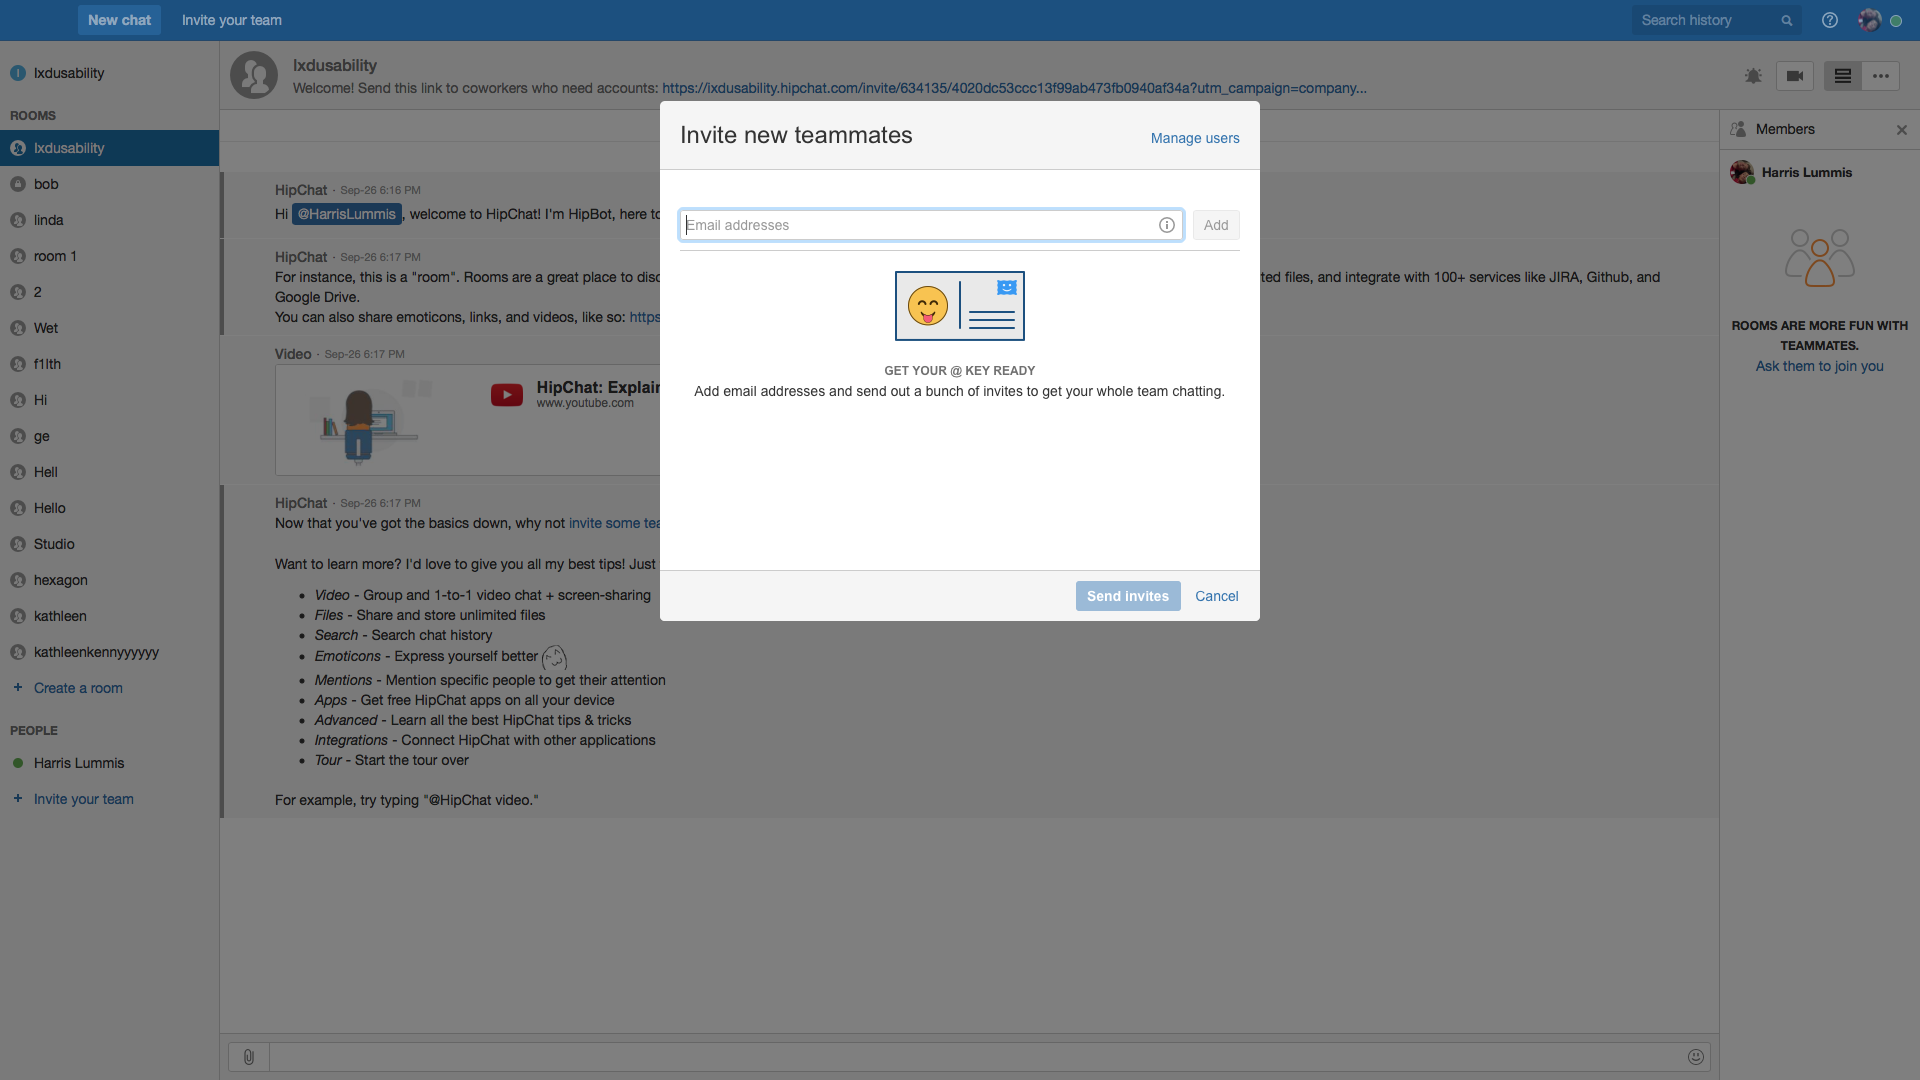 New chat
Invite your team
Search history
Ixdusability
ROOMS
Ixdusability
bob
linda
room 1
2
Wet
f1lth
Hi
ge
Hell
Hello
Studio
hexagon
kathleen
kathleenkennyyyyyy
+ Create a room
PEOPLE
Harris Lummis
+ Invite your team
Ixdusability
Welcome! Send this link to coworkers who need accounts: https://ixdusability.hipchat.com/invite/634135/4020dc53ccc13f99ab473fb0940af34a?utm_campaign=company...
HipChat · Sep-26 6:16 PM
Hi @HarrisLummis, welcome to HipChat! I'm HipBot, here to
HipChat · Sep-26 6:17 PM
For instance, this is a "room". Rooms are a great place to disc
ted files, and integrate with 100+ services like JIRA, Github, and
Google Drive.
You can also share emoticons, links, and videos, like so: https
Video · Sep-26 6:17 PM
HipChat: Explain
www.youtube.com
HipChat · Sep-26 6:17 PM
Now that you've got the basics down, why not invite some tea
Want to learn more? I'd love to give you all my best tips! Just
• Video - Group and 1-to-1 video chat + screen-sharing
• Files - Share and store unlimited files
• Search - Search chat history
• Emoticons - Express yourself better
• Mentions - Mention specific people to get their attention
• Apps - Get free HipChat apps on all your device
• Advanced - Learn all the best HipChat tips & tricks
• Integrations - Connect HipChat with other applications
• Tour - Start the tour over
For example, try typing "@HipChat video."
Invite new teammates
Manage users
Email addresses
Add
GET YOUR @ KEY READY
Add email addresses and send out a bunch of invites to get your whole team chatting.
Send invites
Cancel
Members
Harris Lummis
ROOMS ARE MORE FUN WITH
TEAMMATES.
Ask them to join you